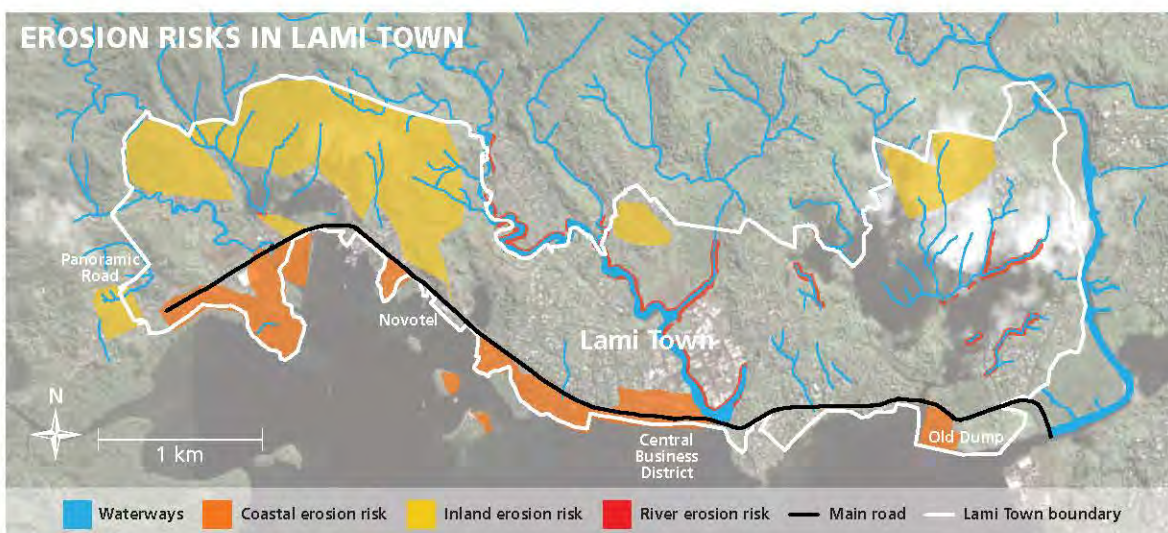 EROSION RISKS IN LAMI TOWN
Panoramic
Road
Novotel
Lami Town
N
1 km
Central
Business
District
Old Dump
Waterways
Coastal erosion risk
Inland erosion risk
River erosion risk
Main road
Lami Town boundary